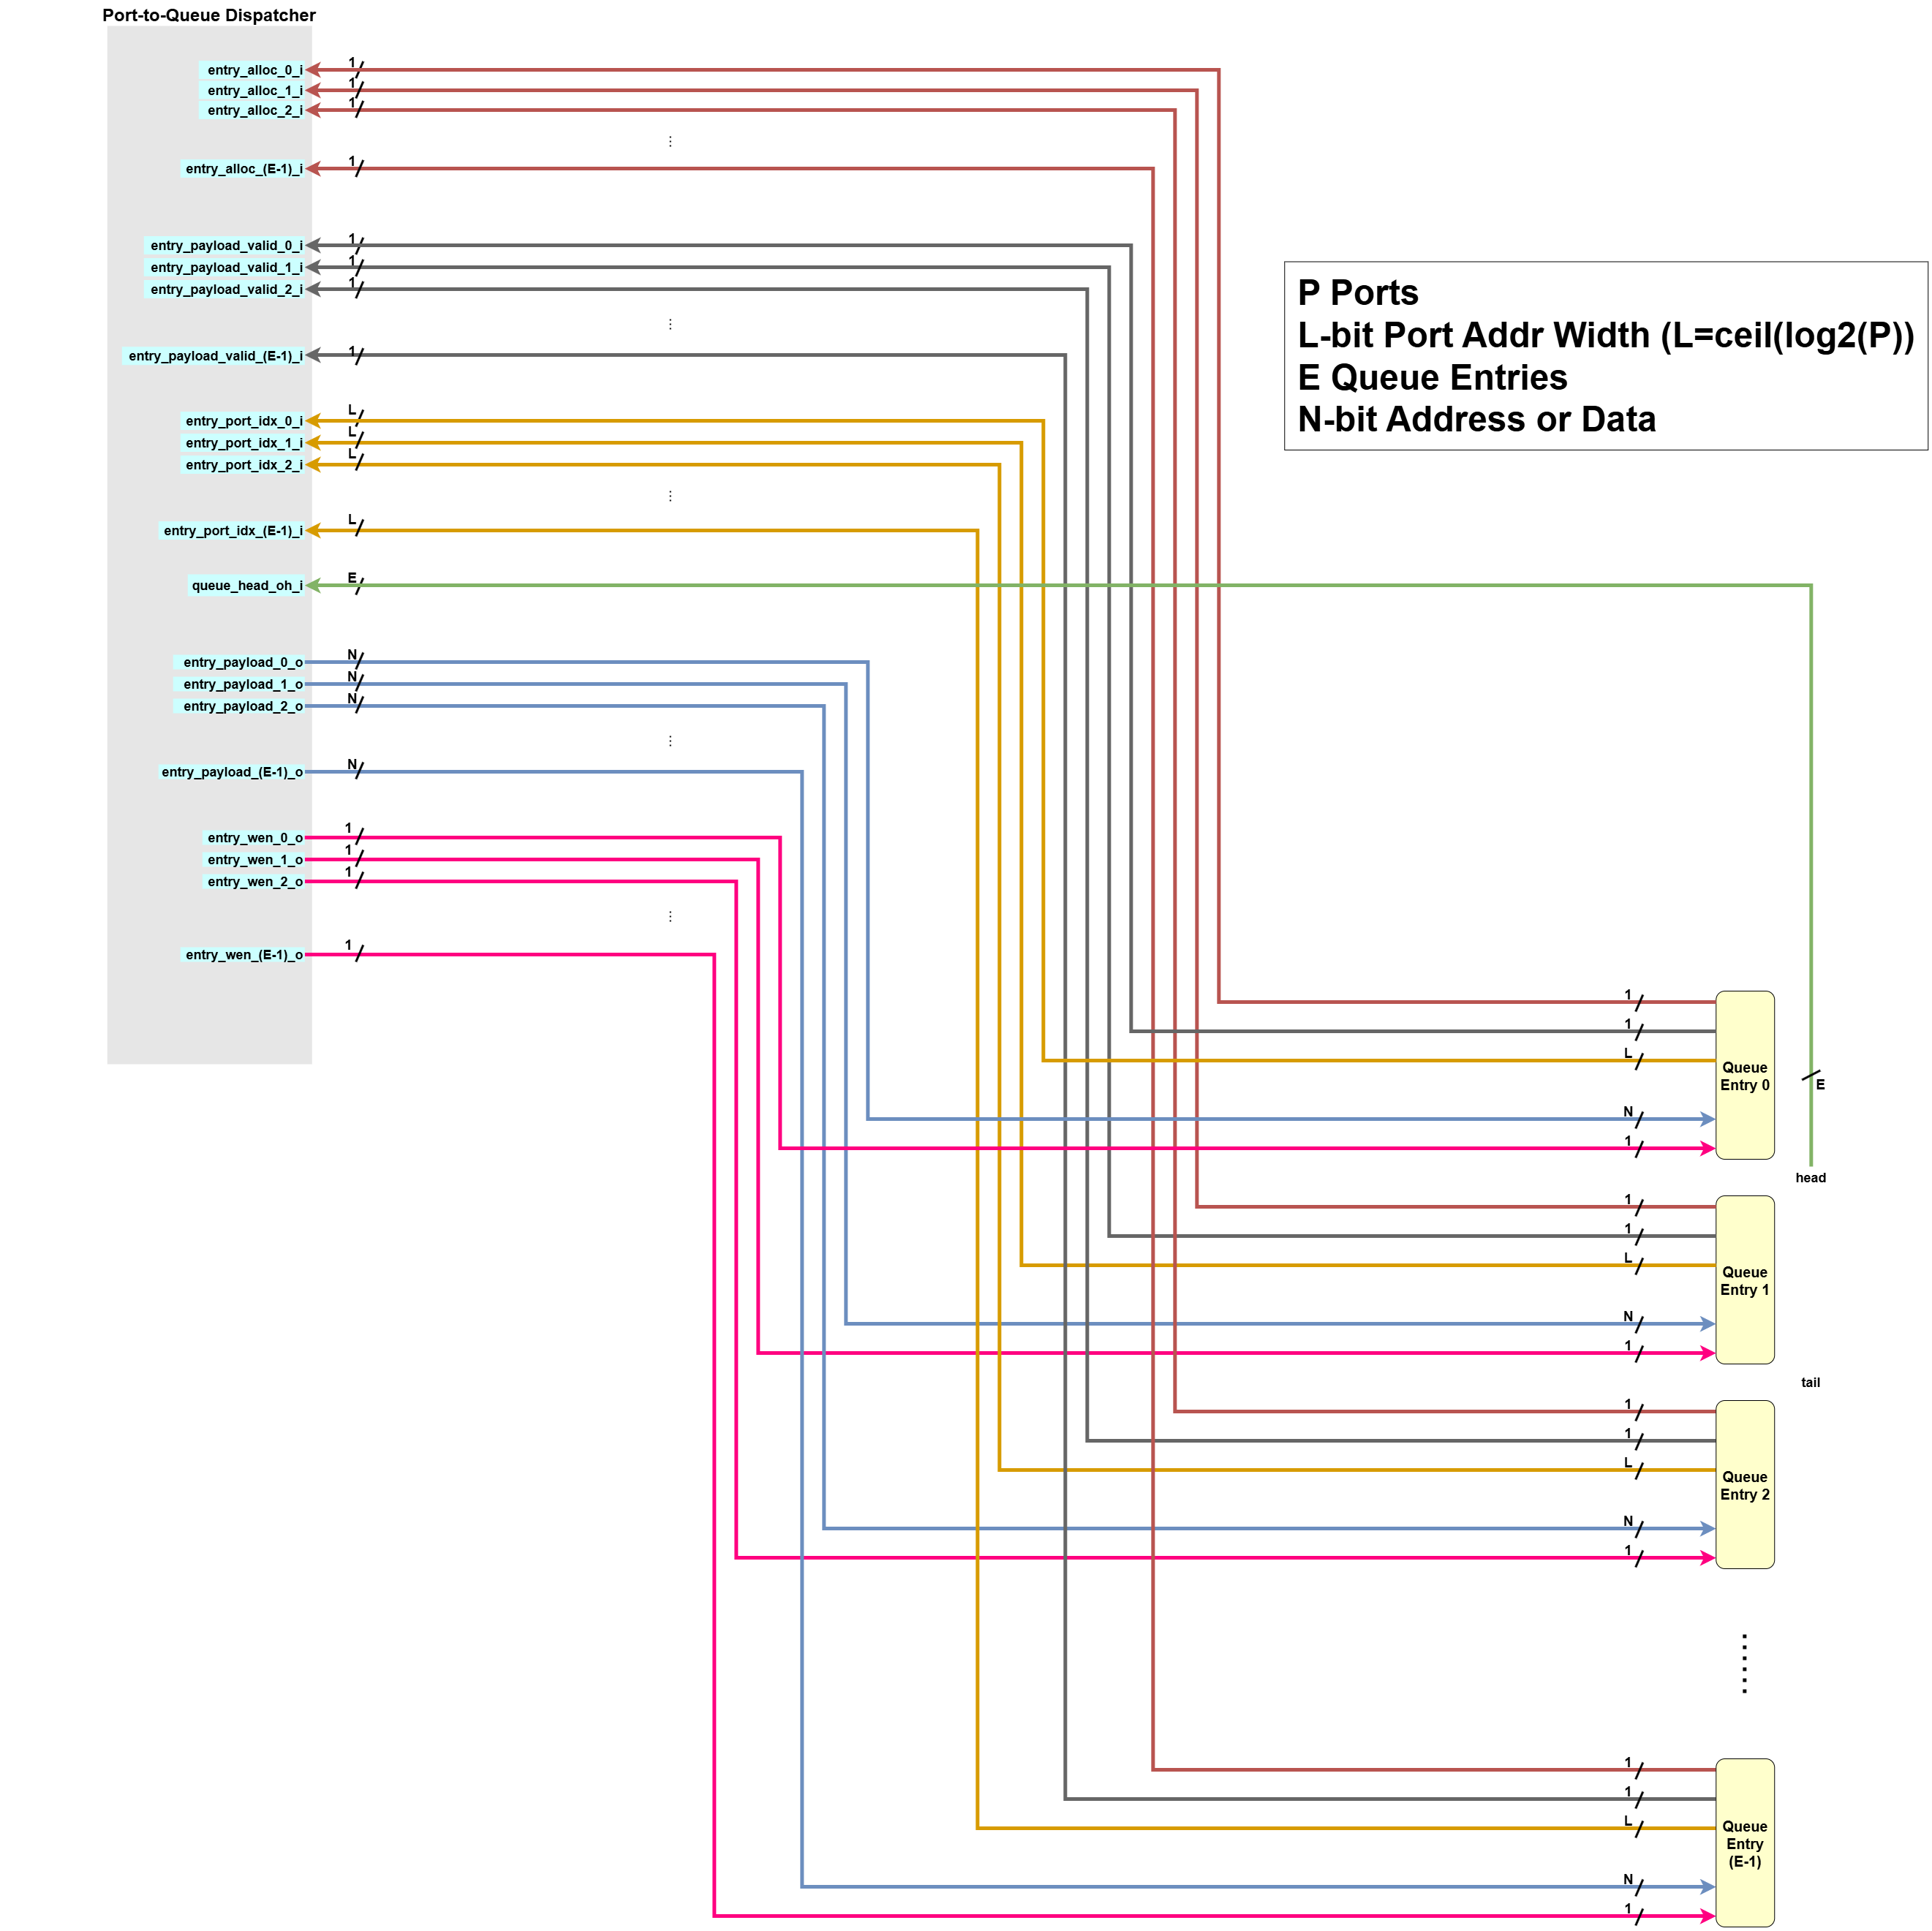 Port-to-Queue Dispatcher
entry_alloc_0_i
1
entry_alloc_1_i
1
entry_alloc_2_i
1
entry_alloc_(E-1)_i
1
entry_payload_valid_0_i
1
entry_payload_valid_1_i
1
entry_payload_valid_2_i
1
entry_payload_valid_(E-1)_i
1
P Ports
L-bit Port Addr Width (L=ceil(log2(P))
E Queue Entries
N-bit Address or Data
entry_port_idx_0_i
L
entry_port_idx_1_i
L
entry_port_idx_2_i
L
entry_port_idx_(E-1)_i
L
queue_head_oh_i
E
entry_payload_0_o
N
entry_payload_1_o
N
entry_payload_2_o
N
entry_payload_(E-1)_o
N
entry_wen_0_o
1
entry_wen_1_o
1
entry_wen_2_o
1
entry_wen_(E-1)_o
1
1
1
L
Queue
Entry 0
E
N
1
head
1
1
L
Queue
Entry 1
N
1
tail
1
1
L
Queue
Entry 2
N
1
1
1
L
Queue
Entry
(E-1)
N
1